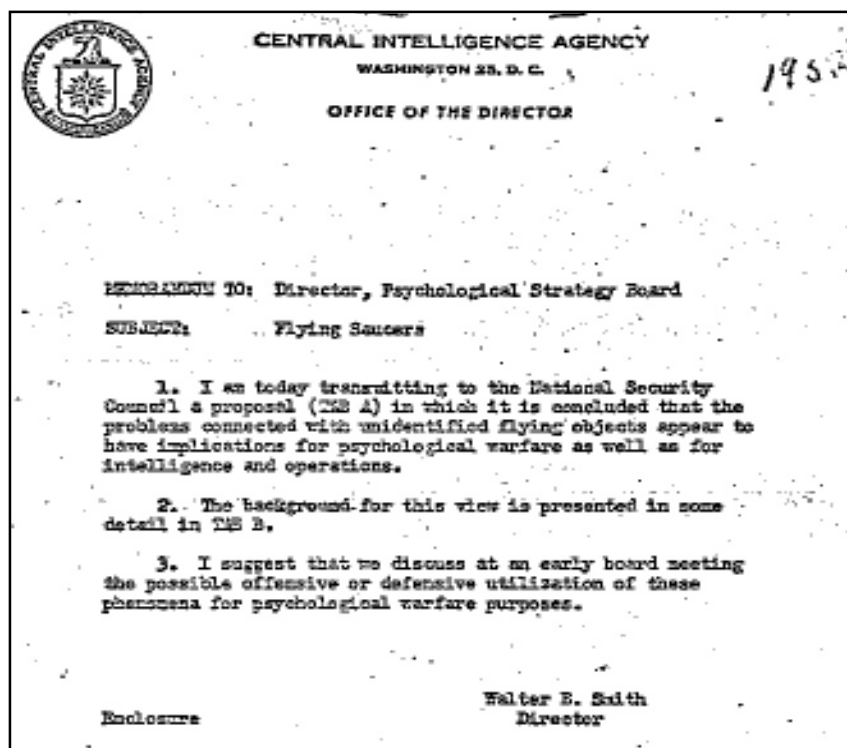 CENTRAL INTELLIGENCE AGENCY
WASHINGTON 25, D. C.
OFFICE OF THE DIRECTOR
CENTRAL INTELLIGENCE AGENCY
MEMORANDUM TO: Director, Psychological Strategy Board
SUBJECT: Flying Saucers
1. I am today transmitting to the National Security
Council a proposal (TAB A) in which it is concluded that the
problems connected with unidentified flying objects appear to
have implications for psychological warfare as well as for
intelligence and operations.
2. The background for this view is presented in some
detail in TAB B.
3. I suggest that we discuss at an early board meeting
the possible offensive or defensive utilization of these
phenomena for psychological warfare purposes.
Walter B. Smith
Enclosure Director